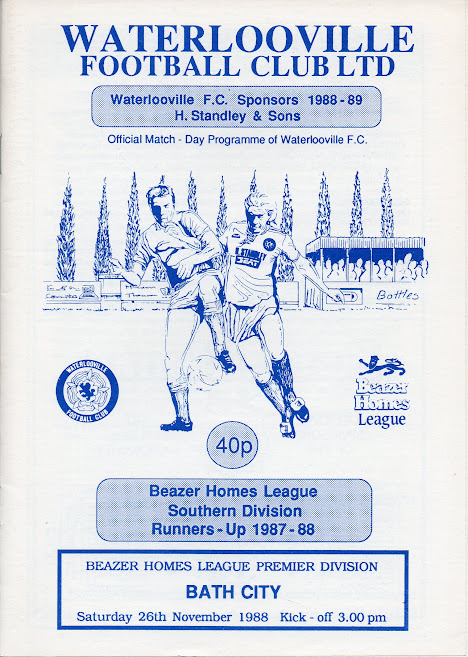 WATERLOOVILLE
FOOTBALL CLUB LTD
Waterlooville F.C. Sponsors 1988-89
H. Standley & Sons
Official Match - Day Programme of Waterlooville F.C.
H. STANDLEY
SEAT
Bottles
WATERLOOVILLE
FOOTBALL CLUB
Beazer
Homes
League
40p
Beazer Homes League
Southern Division
Runners-Up 1987-88
BEAZER HOMES LEAGUE PREMIER DIVISION
BATH CITY
Saturday 26th November 1988 Kick - off 3.00 pm